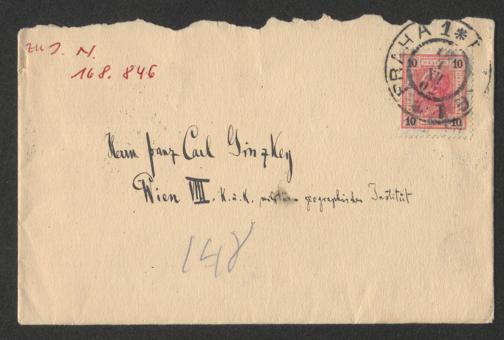 zu J. N.
168.846
PRAHA 1*
10 10
10 10
Herrn Franz Carl Ginzkey
Wien VIII. K.u.K. militär geographisches Institut
148